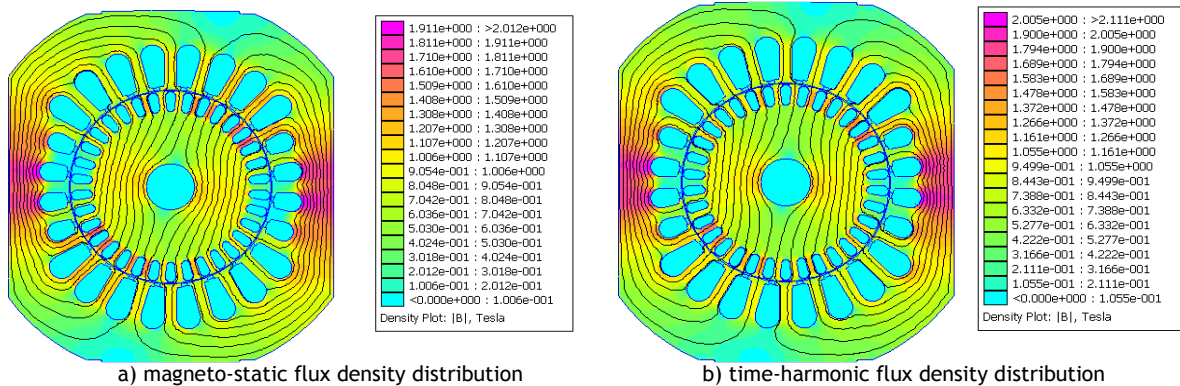 1.911e+000 : >2.012e+000
1.811e+000 : 1.911e+000
1.710e+000 : 1.811e+000
1.610e+000 : 1.710e+000
1.509e+000 : 1.610e+000
1.408e+000 : 1.509e+000
1.308e+000 : 1.408e+000
1.207e+000 : 1.308e+000
1.107e+000 : 1.207e+000
1.006e+000 : 1.107e+000
9.054e-001 : 1.006e+000
8.048e-001 : 9.054e-001
7.042e-001 : 8.048e-001
6.036e-001 : 7.042e-001
5.030e-001 : 6.036e-001
4.024e-001 : 5.030e-001
3.018e-001 : 4.024e-001
2.012e-001 : 3.018e-001
1.006e-001 : 2.012e-001
<0.000e+000 : 1.006e-001
Density Plot: |B|, Tesla
a) magneto-static flux density distribution
2.005e+000 : >2.111e+000
1.900e+000 : 2.005e+000
1.794e+000 : 1.900e+000
1.689e+000 : 1.794e+000
1.583e+000 : 1.689e+000
1.478e+000 : 1.583e+000
1.372e+000 : 1.478e+000
1.266e+000 : 1.372e+000
1.161e+000 : 1.266e+000
1.055e+000 : 1.161e+000
9.499e-001 : 1.055e+000
8.443e-001 : 9.499e-001
7.388e-001 : 8.443e-001
6.332e-001 : 7.388e-001
5.277e-001 : 6.332e-001
4.222e-001 : 5.277e-001
3.166e-001 : 4.222e-001
2.111e-001 : 3.166e-001
1.055e-001 : 2.111e-001
<0.000e+000 : 1.055e-001
Density Plot: |B|, Tesla
b) time-harmonic flux density distribution